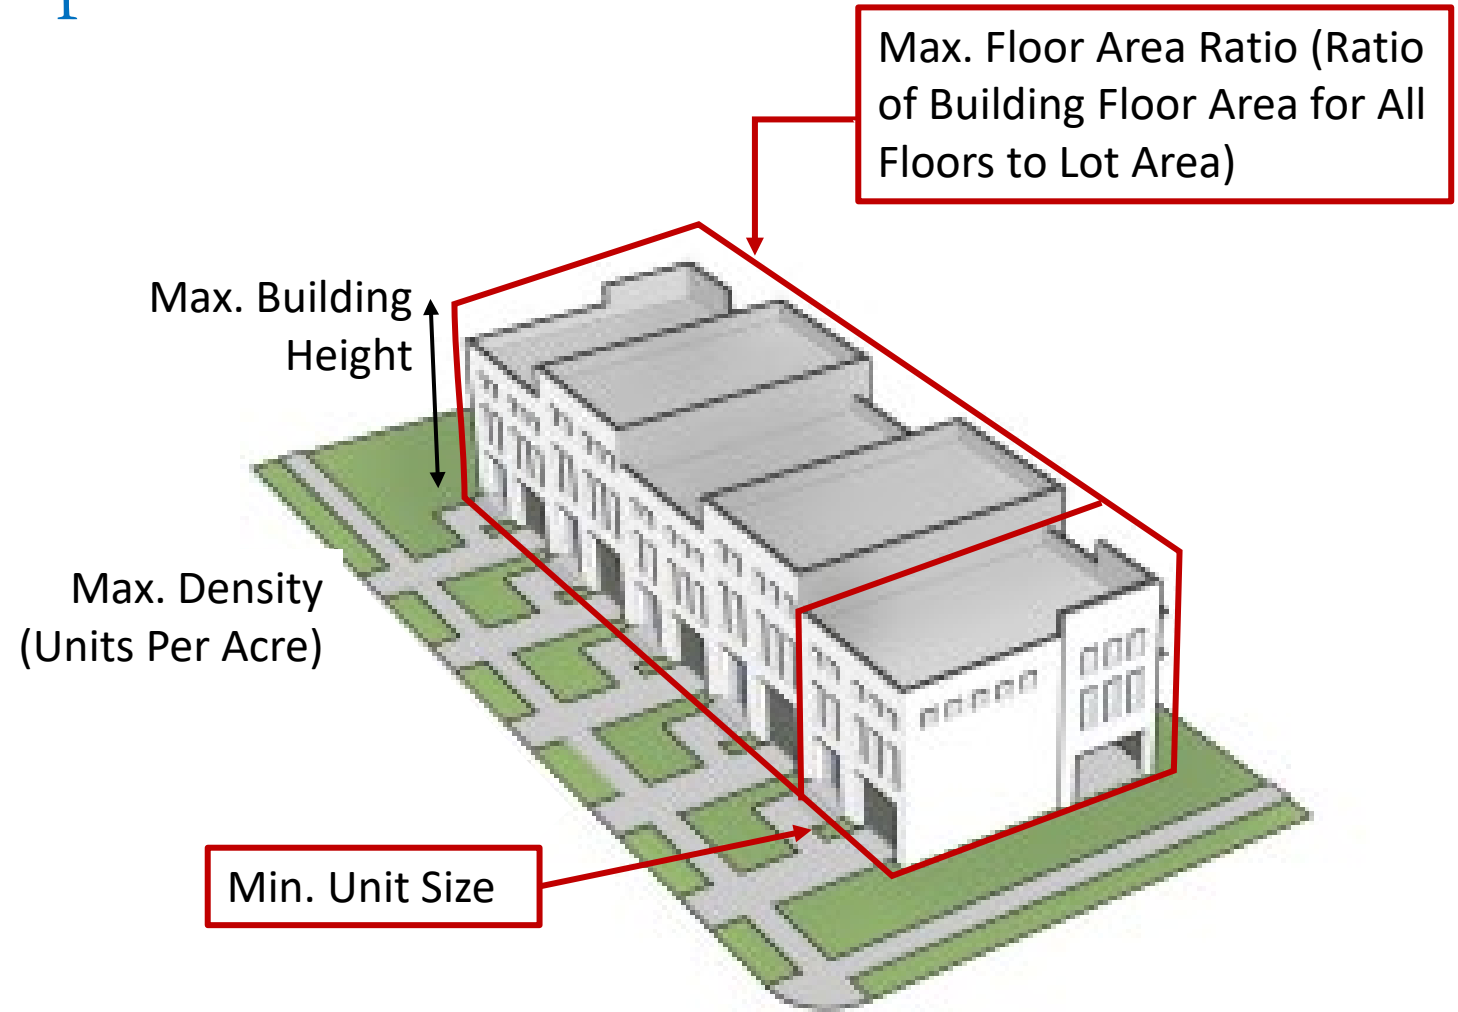 Max. Floor Area Ratio (Ratio
of Building Floor Area for All
Floors to Lot Area)
Max. Building
Height
Max. Density
(Units Per Acre)
Min. Unit Size